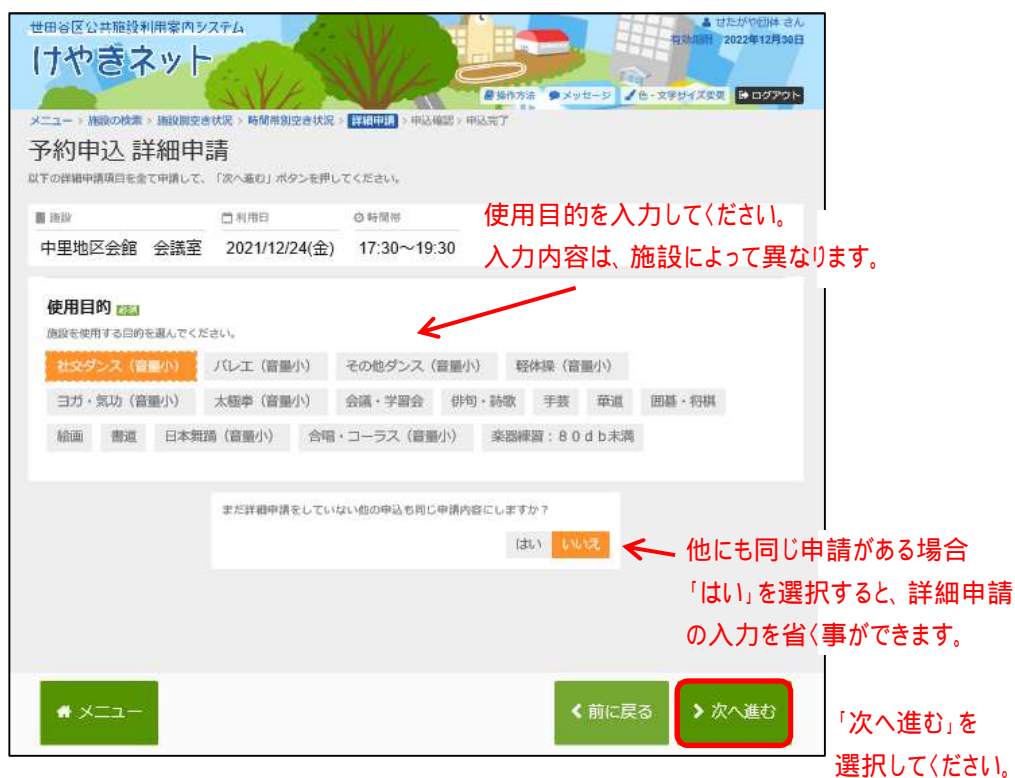 世田谷区公共施設利用案内システム
けやきネット
せたがや団体 さん
有効期限 2022年12月30日
操作方法 メッセージ 色・文字サイズ変更 ログアウト
メニュー > 施設の検索 > 施設別空き状況 > 時間帯別空き状況 > 詳細申請 > 申込確認 > 申込完了
予約申込 詳細申請
以下の詳細申請項目を全て申請して、「次へ進む」ボタンを押してください。
施設 利用日 時間帯
中里地区会館 会議室 2021/12/24(金) 17:30～19:30
使用目的を入力してください。
入力内容は、施設によって異なります。
使用目的 必須
施設を使用する目的を選んでください。
社交ダンス（音量小） バレエ（音量小） その他ダンス（音量小） 軽体操（音量小）
ヨガ・気功（音量小） 太極拳（音量小） 会議・学習会 俳句・詩歌 手芸 華道 囲碁・将棋
絵画 書道 日本舞踊（音量小） 合唱・コーラス（音量小） 楽器練習：８０ｄｂ未満
まだ詳細申請をしていない他の申込も同じ申請内容にしますか？
はい いいえ
他にも同じ申請がある場合
「はい」を選択すると、詳細申請
の入力を省く事ができます。
メニュー 前に戻る 次へ進む
「次へ進む」を
選択してください。